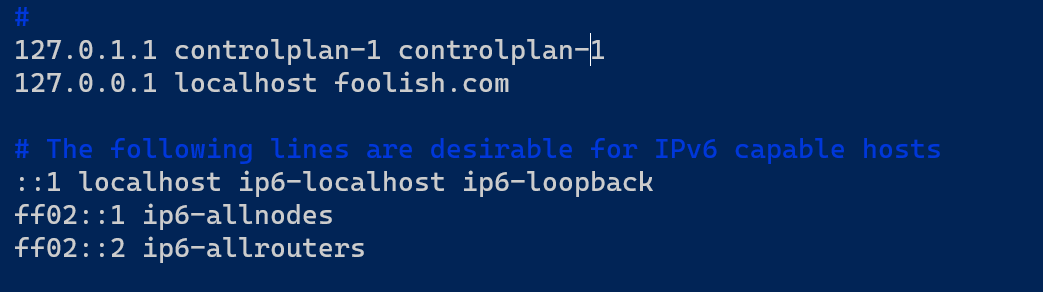 #
127.0.1.1 controlplan-1 controlplan-1
127.0.0.1 localhost foolish.com
# The following lines are desirable for IPv6 capable hosts
::1 localhost ip6-localhost ip6-loopback
ff02::1 ip6-allnodes
ff02::2 ip6-allrouters